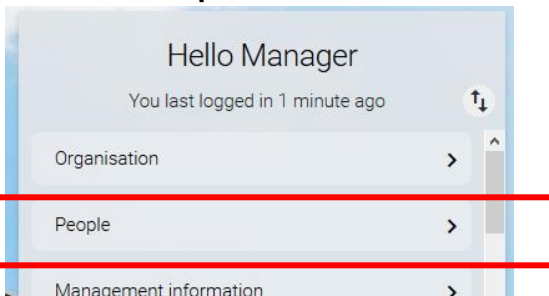 Hello Manager
You last logged in 1 minute ago
Organisation
People
Management information